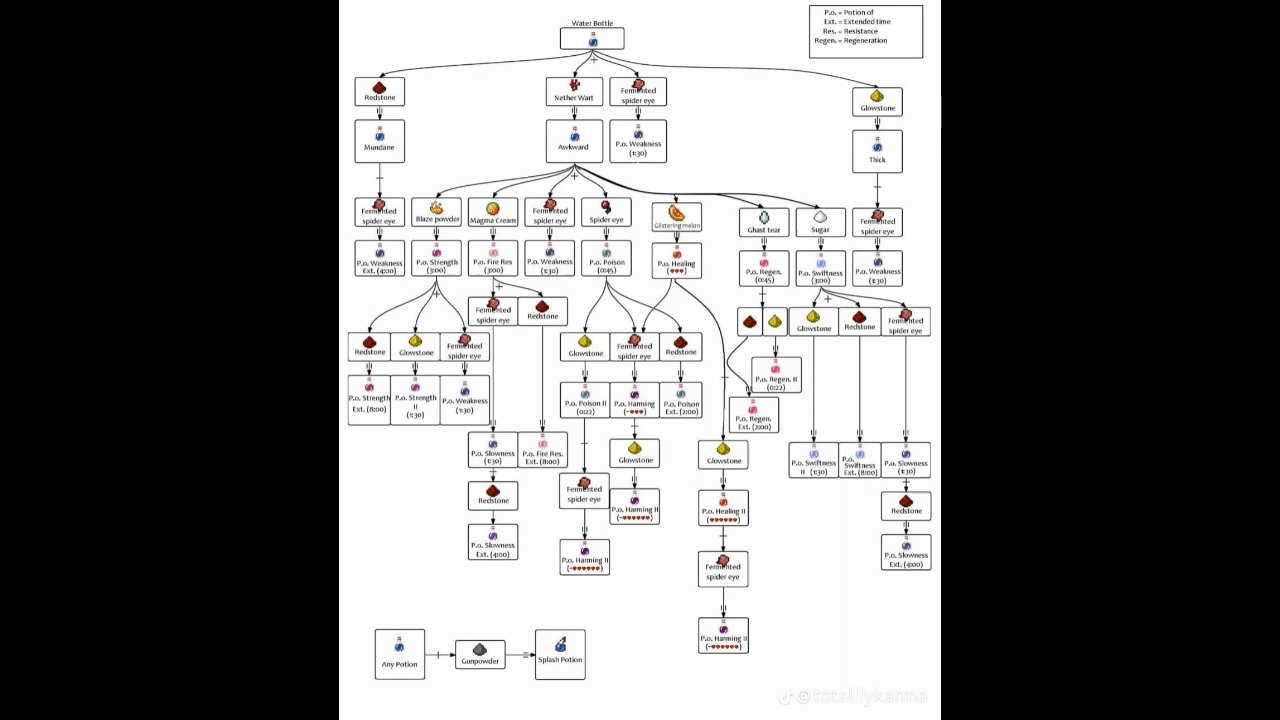 P.o. = Potion of
Ext. = Extended time
Res. = Resistance
Regen. = Regeneration
Water Bottle
Redstone
Nether Wart
Fermented
spider eye
Glowstone
Mundane
Awkward
P.o. Weakness
(1:30)
Thick
Fermented
spider eye
Blaze powder
Magma Cream
Fermented
spider eye
Spider eye
Glistering melon
Ghast tear
Sugar
Fermented
spider eye
P.o. Weakness
Ext. (4:00)
P.o. Strength
(3:00)
P.o. Fire Res
(3:00)
P.o. Weakness
(1:30)
P.o. Poison
(0:45)
P.o. Healing
(♥♥♥)
P.o. Regen.
(0:45)
P.o. Swiftness
(3:00)
P.o. Weakness
(1:30)
Fermented
spider eye
Redstone
Redstone
Glowstone
Fermented
spider eye
Glowstone
Fermented
spider eye
Redstone
Glowstone
Redstone
Fermented
spider eye
P.o. Strength
Ext. (8:00)
P.o. Strength
II
(1:30)
P.o. Weakness
(1:30)
P.o. Poison II
(0:22)
P.o. Harming
(-♥♥♥)
P.o. Poison
Ext. (2:00)
P.o. Regen. II
(0:22)
P.o. Regen.
Ext. (2:00)
P.o. Slowness
(1:30)
P.o. Fire Res.
Ext. (8:00)
Glowstone
Glowstone
P.o. Swiftness
II (1:30)
P.o.
Swiftness
Ext. (8:00)
P.o. Slowness
(1:30)
Redstone
Fermented
spider eye
P.o. Harming II
(-♥♥♥♥♥♥)
P.o. Healing II
(♥♥♥♥♥♥)
Redstone
P.o. Slowness
Ext. (4:00)
P.o. Harming II
(-♥♥♥♥♥♥)
Fermented
spider eye
P.o. Slowness
Ext. (4:00)
P.o. Harming II
(-♥♥♥♥♥♥)
Any Potion
Gunpowder
Splash Potion
@totalllykarma